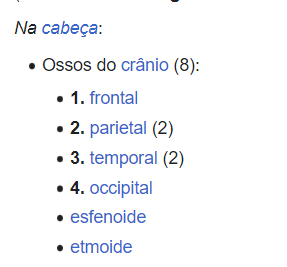 Na cabeça:
Ossos do crânio (8):
1. frontal
2. parietal (2)
3. temporal (2)
4. occipital
esfenoide
etmoide